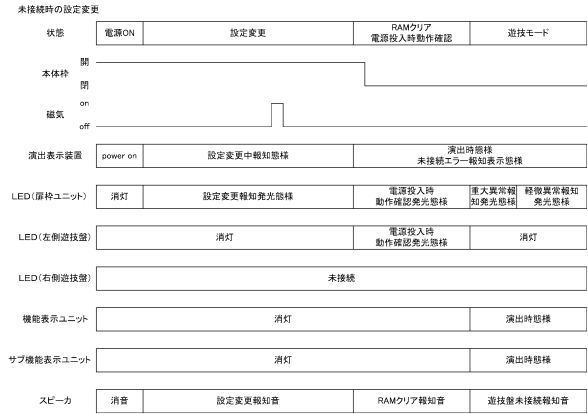 未接続時の設定変更
状態
電源ON
設定変更
RAMクリア
電源投入時動作確認
遊技モード
本体枠
開
閉
磁気
on
off
演出表示装置
power on
設定変更中報知態様
演出時態様
未接続エラー報知表示態様
LED(扉枠ユニット)
消灯
設定変更報知発光態様
電源投入時
動作確認発光態様
重大異常報
知発光態様
軽微異常報知
発光態様
LED(左側遊技盤)
消灯
電源投入時
動作確認発光態様
消灯
LED(右側遊技盤)
未接続
機能表示ユニット
消灯
演出時態様
サブ機能表示ユニット
消灯
演出時態様
スピーカ
消音
設定変更報知音
RAMクリア報知音
遊技盤未接続報知音